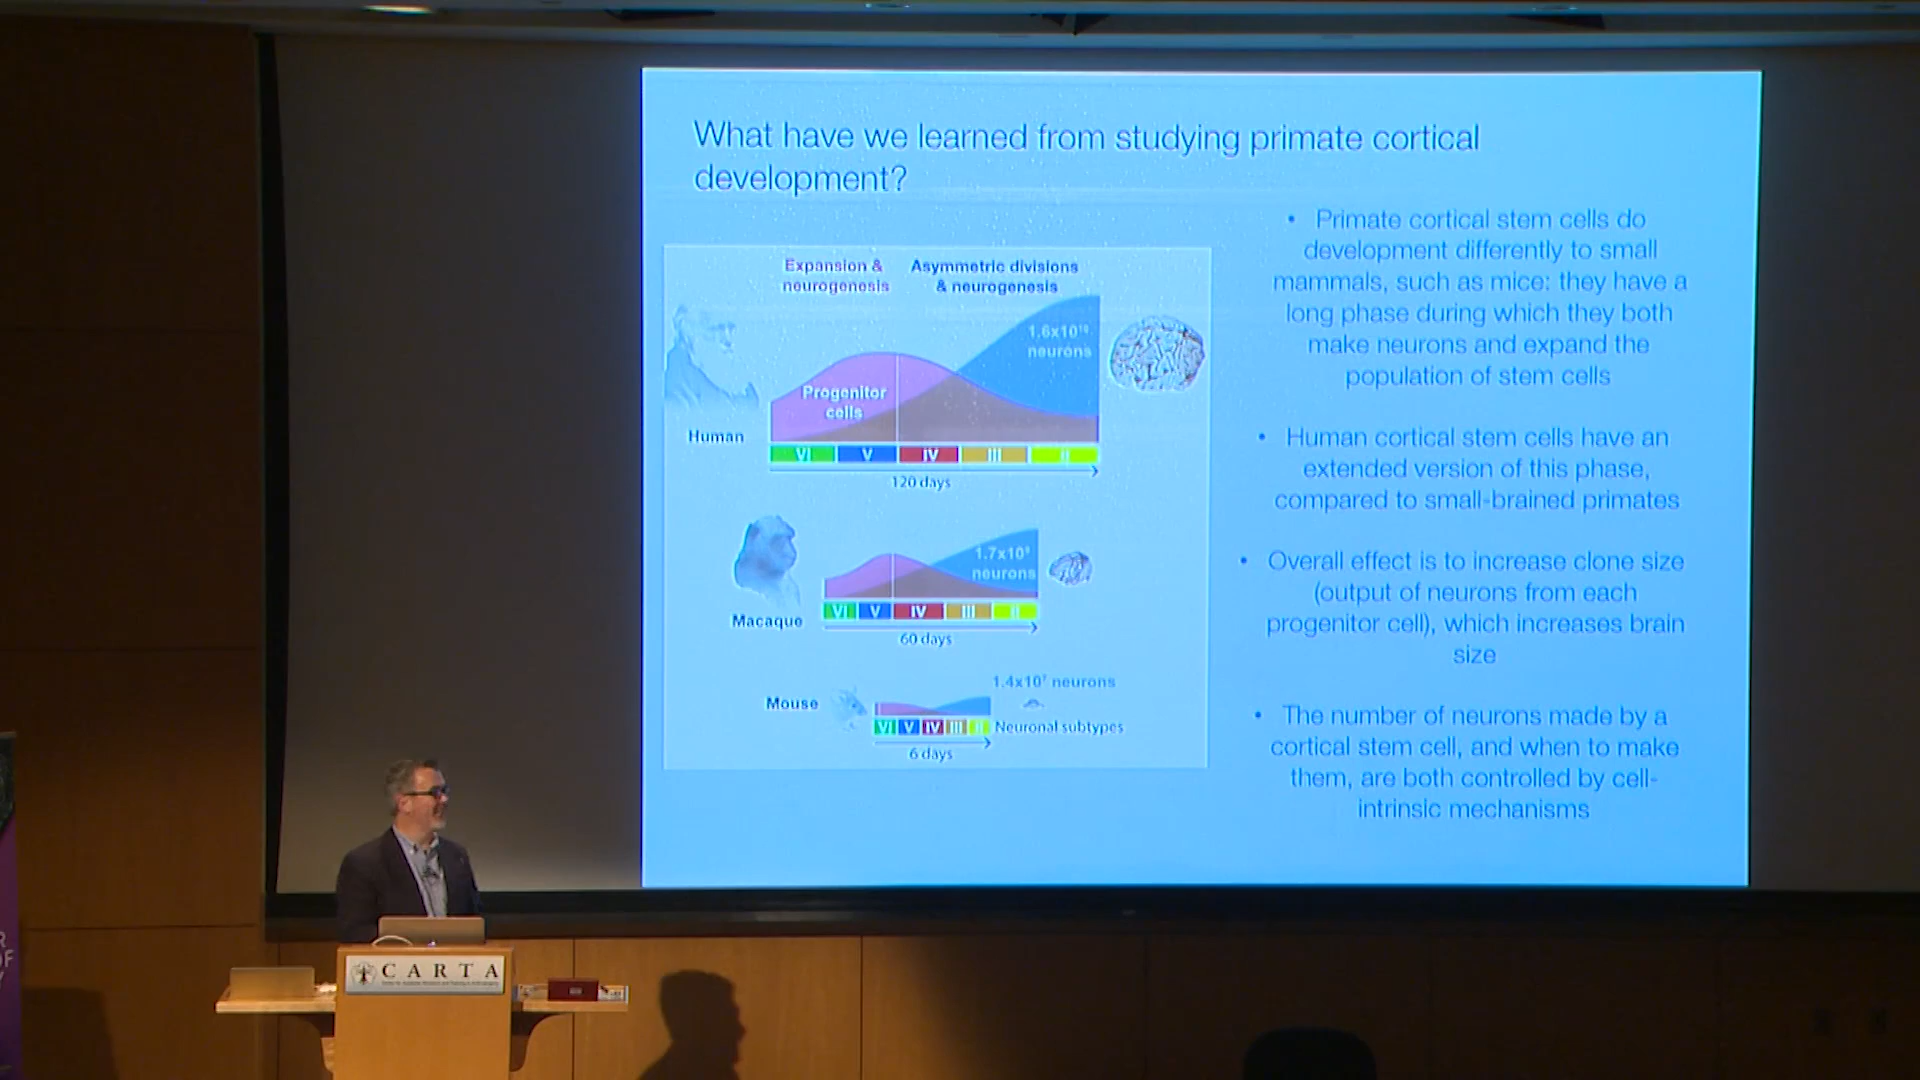 What have we learned from studying primate cortical
development?
Expansion &
neurogenesis
Asymmetric divisions
& neurogenesis
1.6x10¹⁰
neurons
Progenitor
cells
Human
VI V IV III II
120 days
1.7x10⁹
neurons
VI V IV III II
Macaque
60 days
1.4x10⁷ neurons
Mouse
VI V IV III II Neuronal subtypes
6 days
• Primate cortical stem cells do
development differently to small
mammals, such as mice: they have a
long phase during which they both
make neurons and expand the
population of stem cells
• Human cortical stem cells have an
extended version of this phase,
compared to small-brained primates
• Overall effect is to increase clone size
(output of neurons from each
progenitor cell), which increases brain
size
• The number of neurons made by a
cortical stem cell, and when to make
them, are both controlled by cell-
intrinsic mechanisms
CARTA